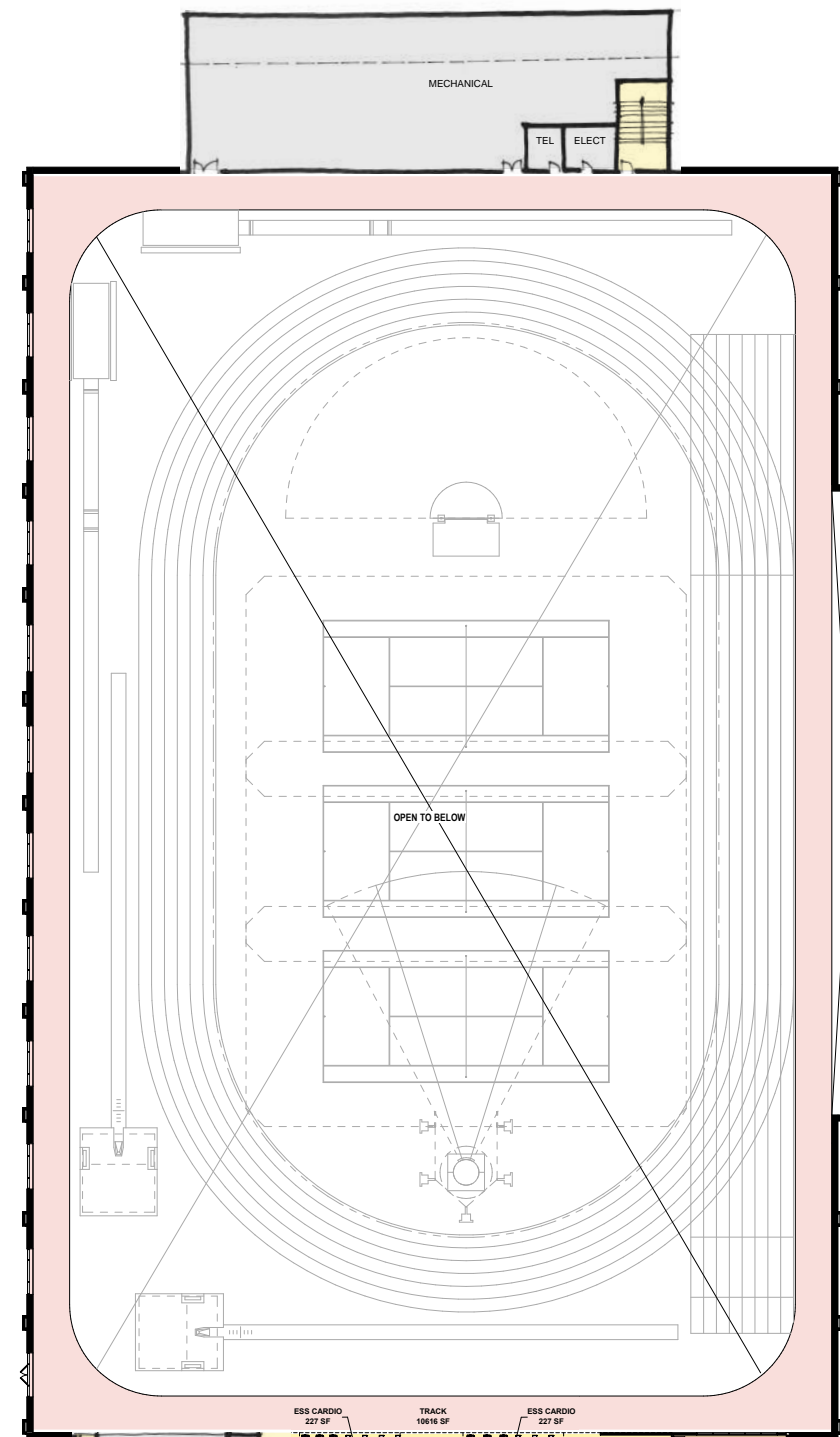 MECHANICAL
TEL
ELECT
OPEN TO BELOW
ESS CARDIO
227 SF
TRACK
10616 SF
ESS CARDIO
227 SF